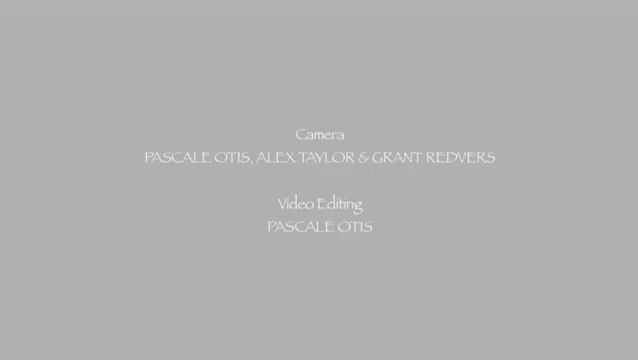 Camera
PASCALE OTIS, ALEX TAYLOR & GRANT REDVERS
Video Editing
PASCALE OTIS